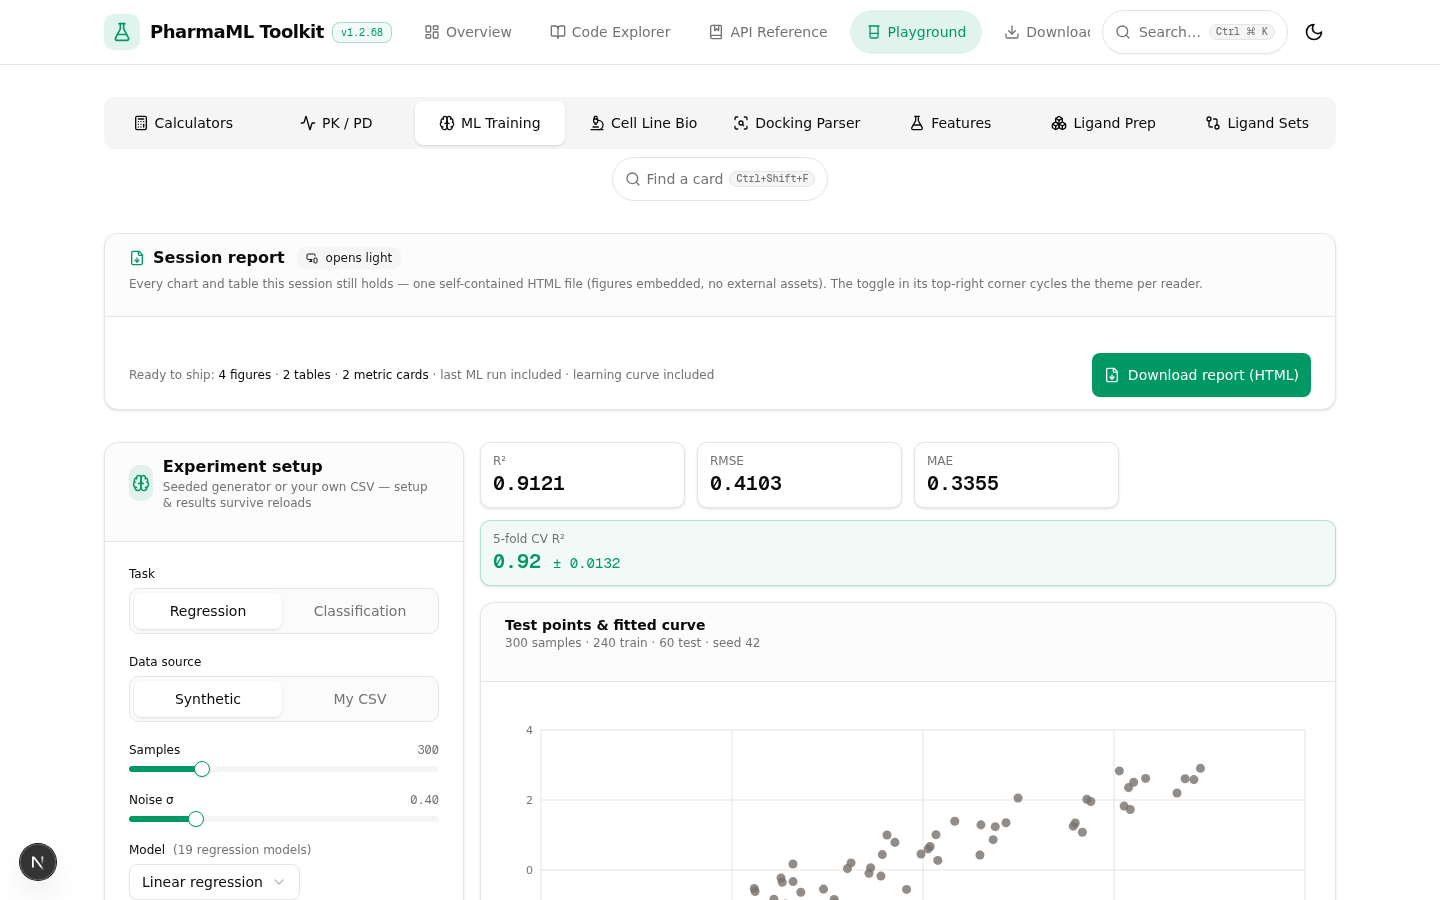 PharmaML Toolkit v1.2.68 Overview Code Explorer API Reference Playground Download Search... Ctrl ⌘ K
Calculators PK / PD ML Training Cell Line Bio Docking Parser Features Ligand Prep Ligand Sets
Find a card Ctrl+Shift+F
Session report opens light
Every chart and table this session still holds — one self-contained HTML file (figures embedded, no external assets). The toggle in its top-right corner cycles the theme per reader.
Ready to ship: 4 figures · 2 tables · 2 metric cards · last ML run included · learning curve included
Download report (HTML)
Experiment setup
Seeded generator or your own CSV — setup
& results survive reloads
Task
Regression Classification
Data source
Synthetic My CSV
Samples 300
Noise σ 0.40
Model (19 regression models)
Linear regression
R²
0.9121
RMSE
0.4103
MAE
0.3355
5-fold CV R²
0.92 ± 0.0132
Test points & fitted curve
300 samples · 240 train · 60 test · seed 42
4
2
0
N